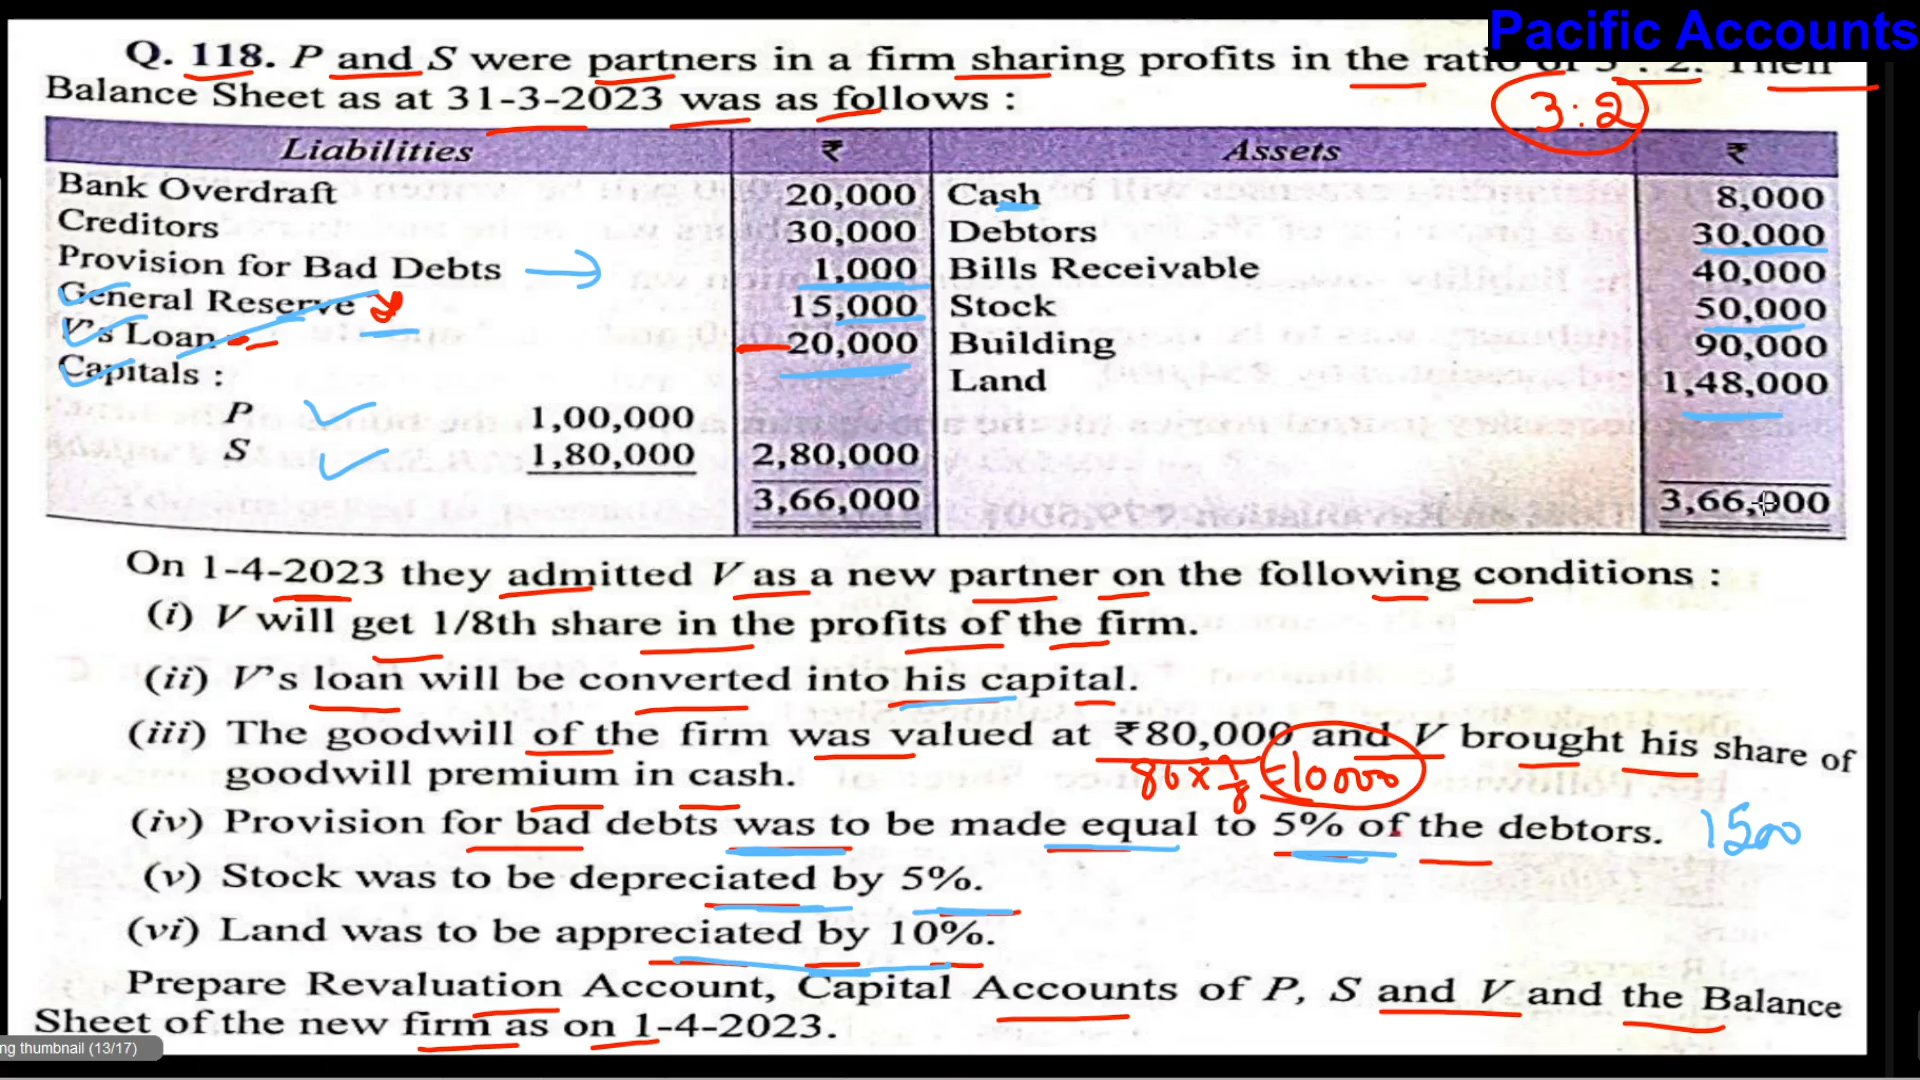 Pacific Accounts
Q. 118. P and S were partners in a firm sharing profits in the ratio of 3 : 2. Their
Balance Sheet as at 31-3-2023 was as follows :
3:2
Liabilities ₹ Assets ₹
Bank Overdraft 20,000 Cash 8,000
Creditors 30,000 Debtors 30,000
Provision for Bad Debts 1,000 Bills Receivable 40,000
General Reserve 15,000 Stock 50,000
V's Loan 20,000 Building 90,000
Capitals : Land 1,48,000
P 1,00,000
S 1,80,000 2,80,000
3,66,000 3,66,000
On 1-4-2023 they admitted V as a new partner on the following conditions :
(i) V will get 1/8th share in the profits of the firm.
(ii) V's loan will be converted into his capital.
(iii) The goodwill of the firm was valued at ₹80,000 and V brought his share of
goodwill premium in cash.
80 × 1/8 = 10000
(iv) Provision for bad debts was to be made equal to 5% of the debtors. 1500
(v) Stock was to be depreciated by 5%.
(vi) Land was to be appreciated by 10%.
Prepare Revaluation Account, Capital Accounts of P, S and V and the Balance
Sheet of the new firm as on 1-4-2023.
ng thumbnail (13/17)